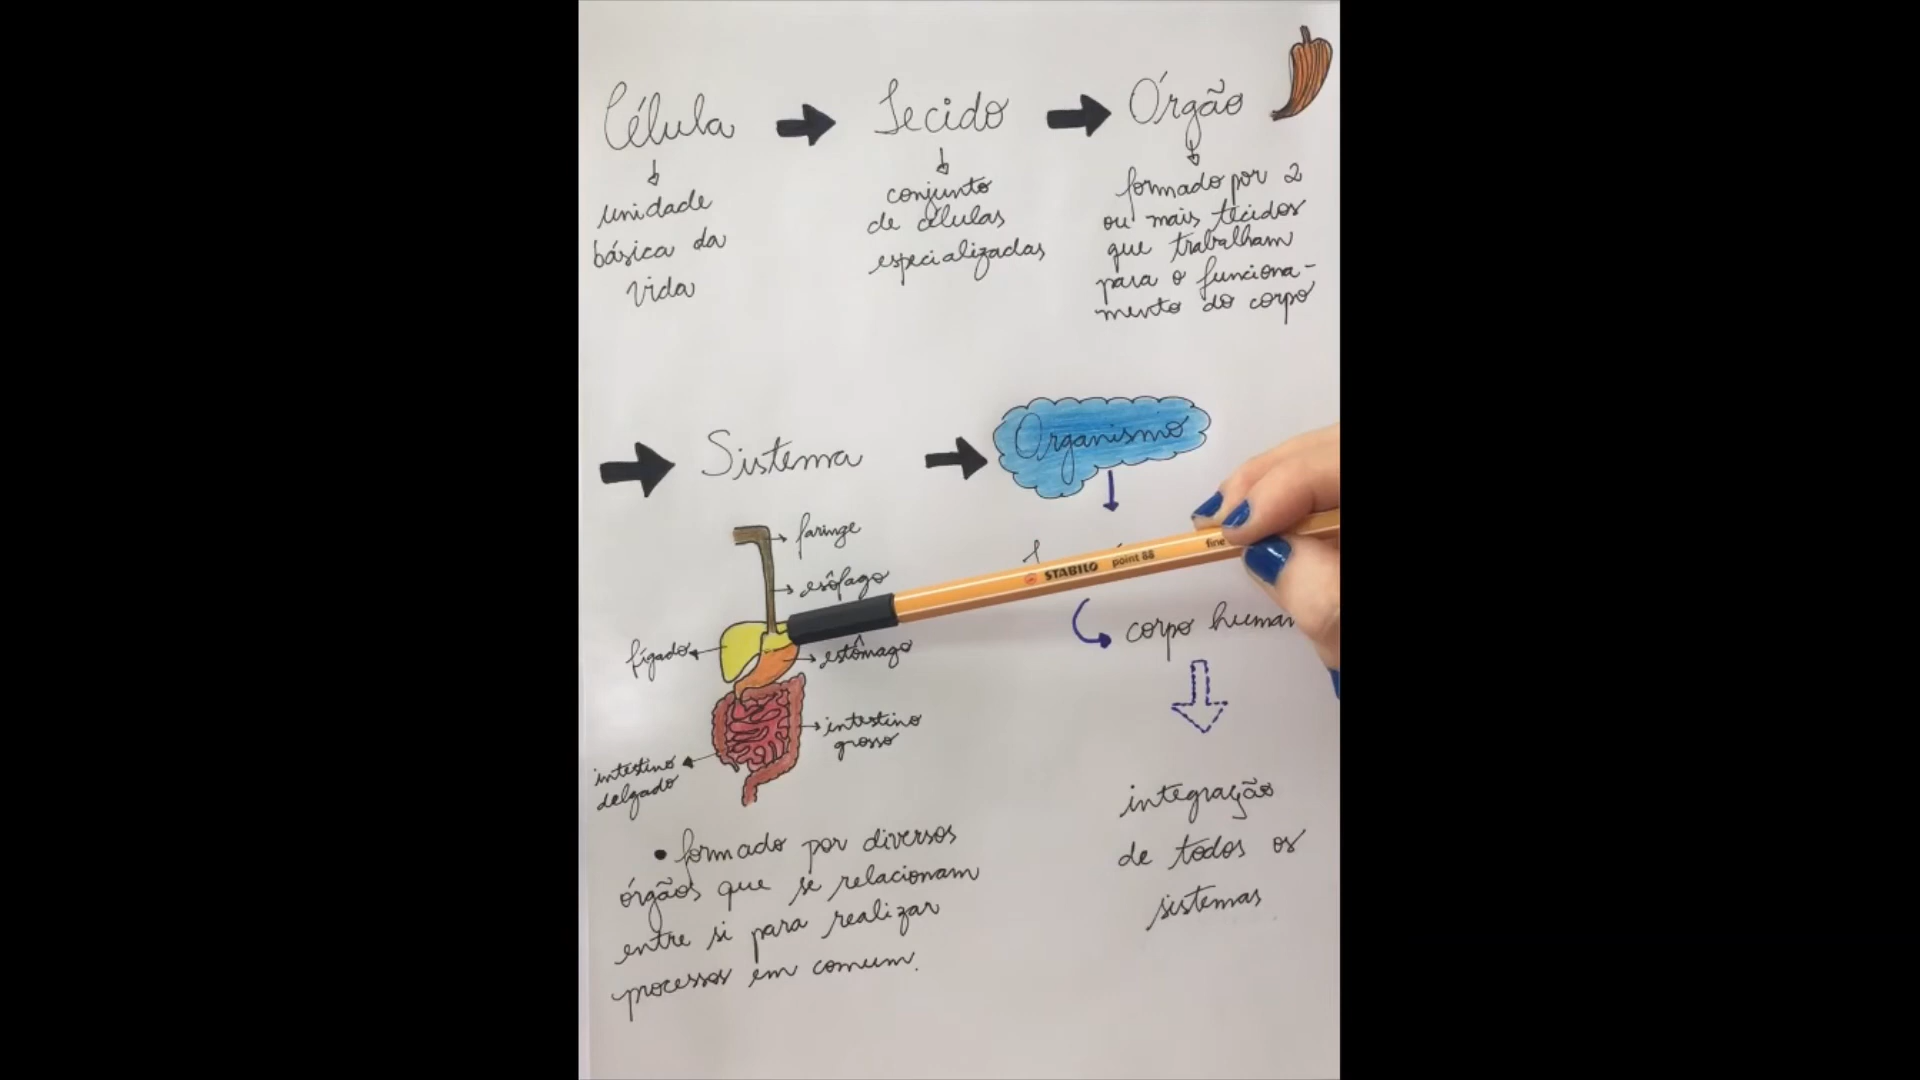 Célula
Tecido
Órgão
unidade
básica da
vida
conjunto
de células
especializadas
formado por 2
ou mais tecidos
que trabalham
para o funciona-
mento do corpo
Sistema
Organismo
faringe
esôfago
fígado
estômago
intestino
grosso
intestino
delgado
• formado por diversos
órgãos que se relacionam
entre si para realizar
processos em comum.
STABILO point 88 fine
corpo human
integração
de todos os
sistemas